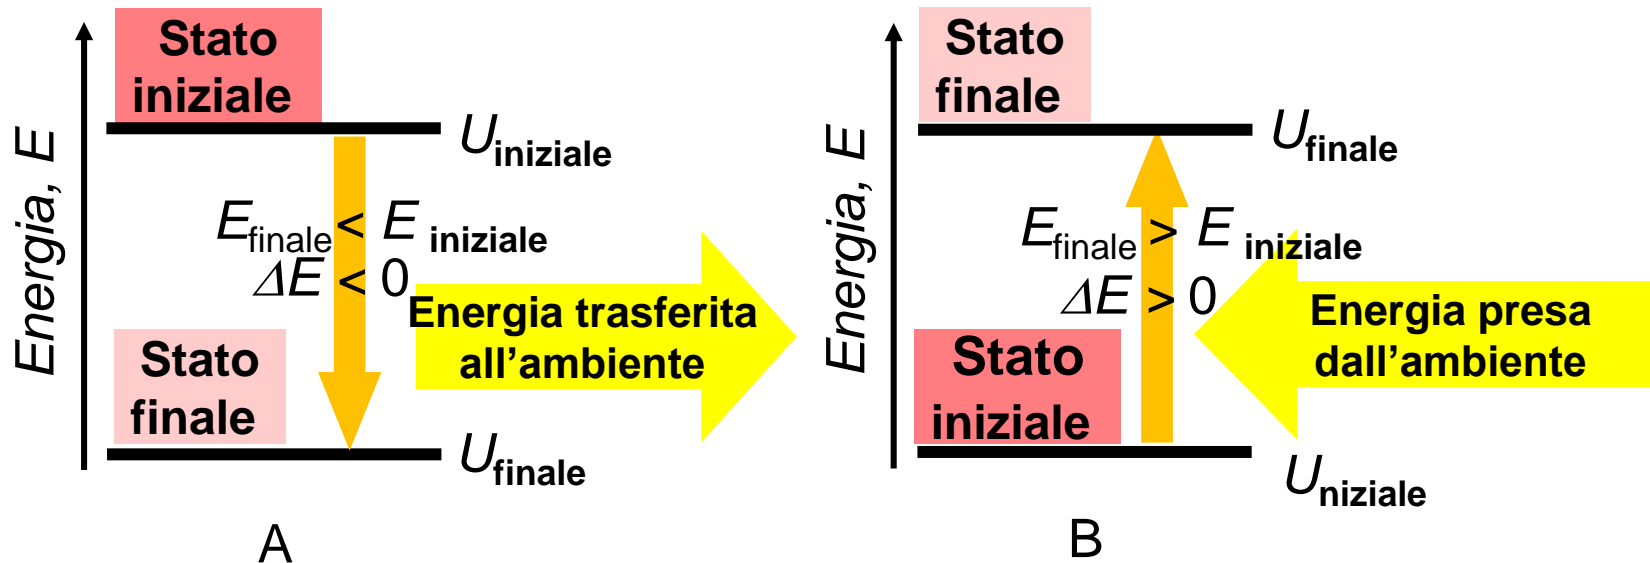 Energia, E
Stato
iniziale
U iniziale
E finale < E iniziale
ΔE < 0
Energia trasferita
all’ambiente
Stato
finale
U finale
A
Energia, E
Stato
finale
U finale
E finale > E iniziale
ΔE > 0
Energia presa
dall’ambiente
Stato
iniziale
U niziale
B